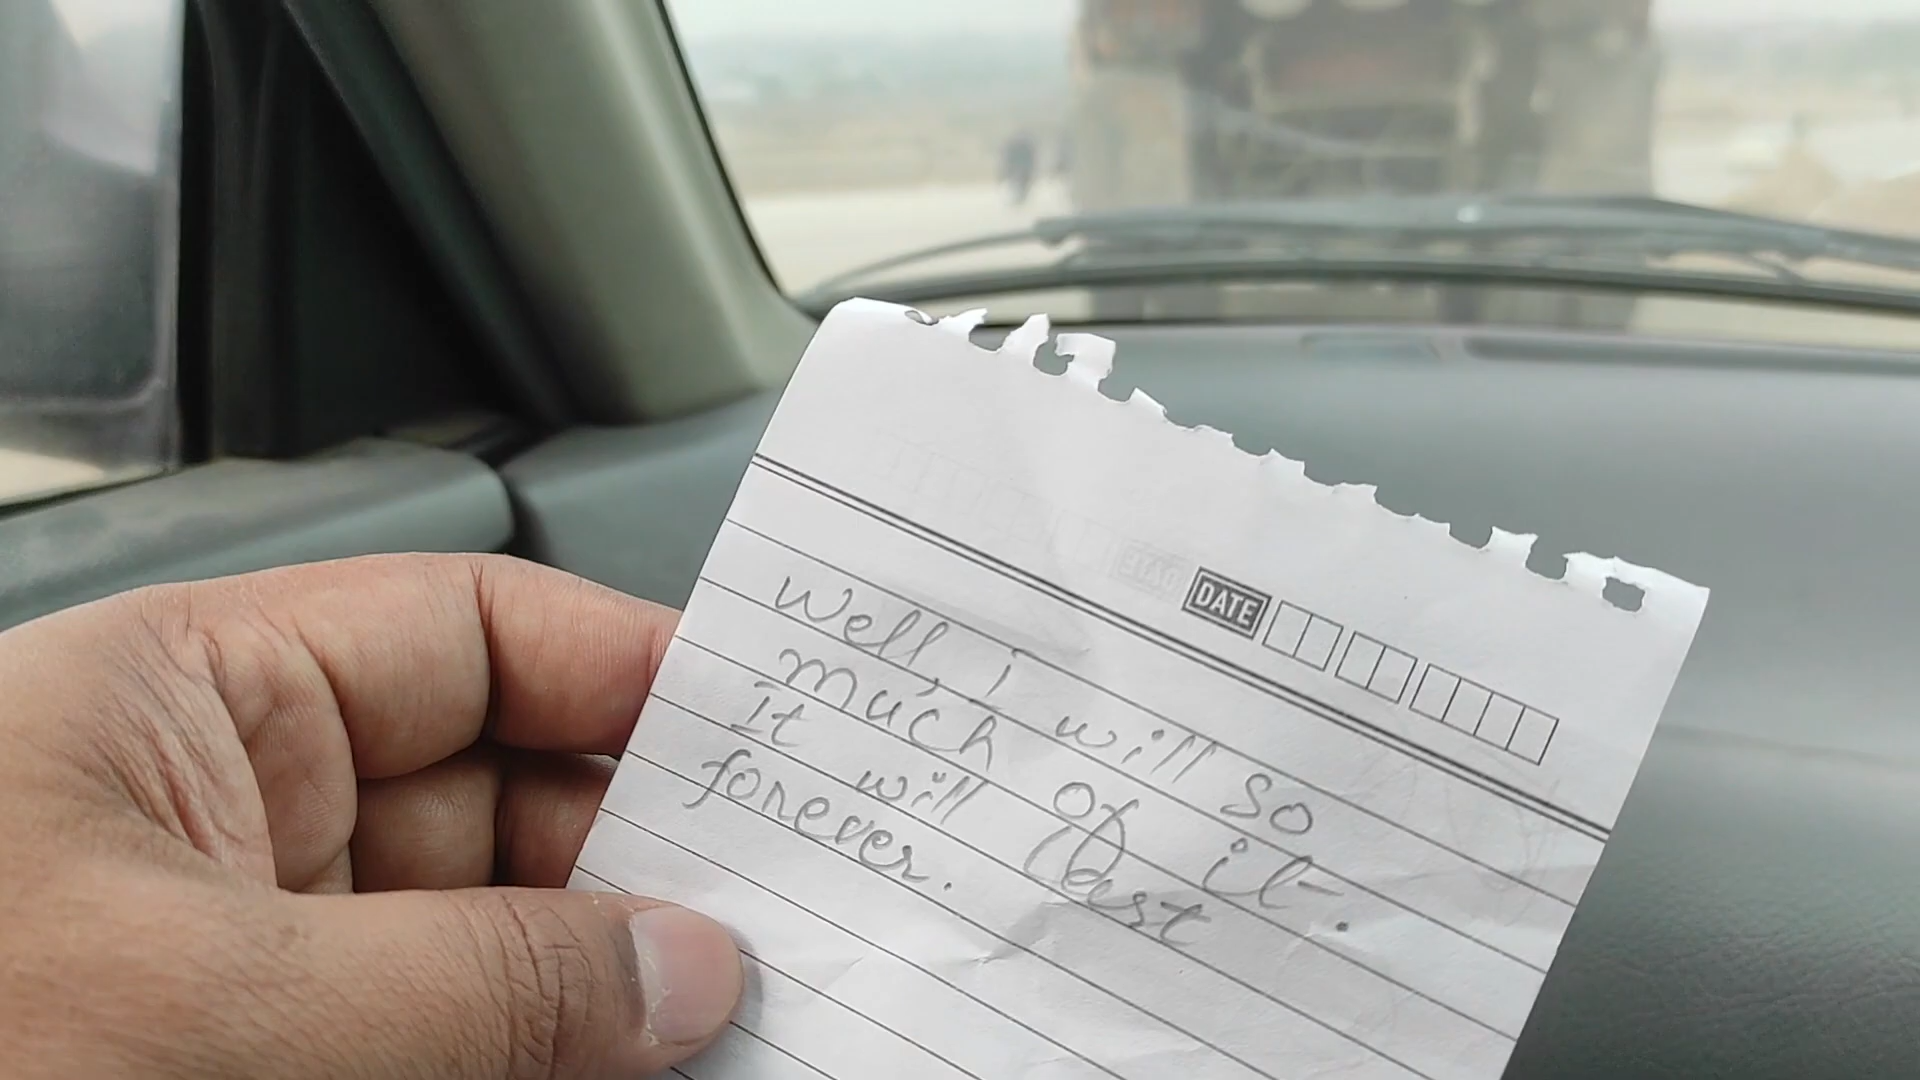 DATE
Well, i will so
much of it.
It will last
forever.